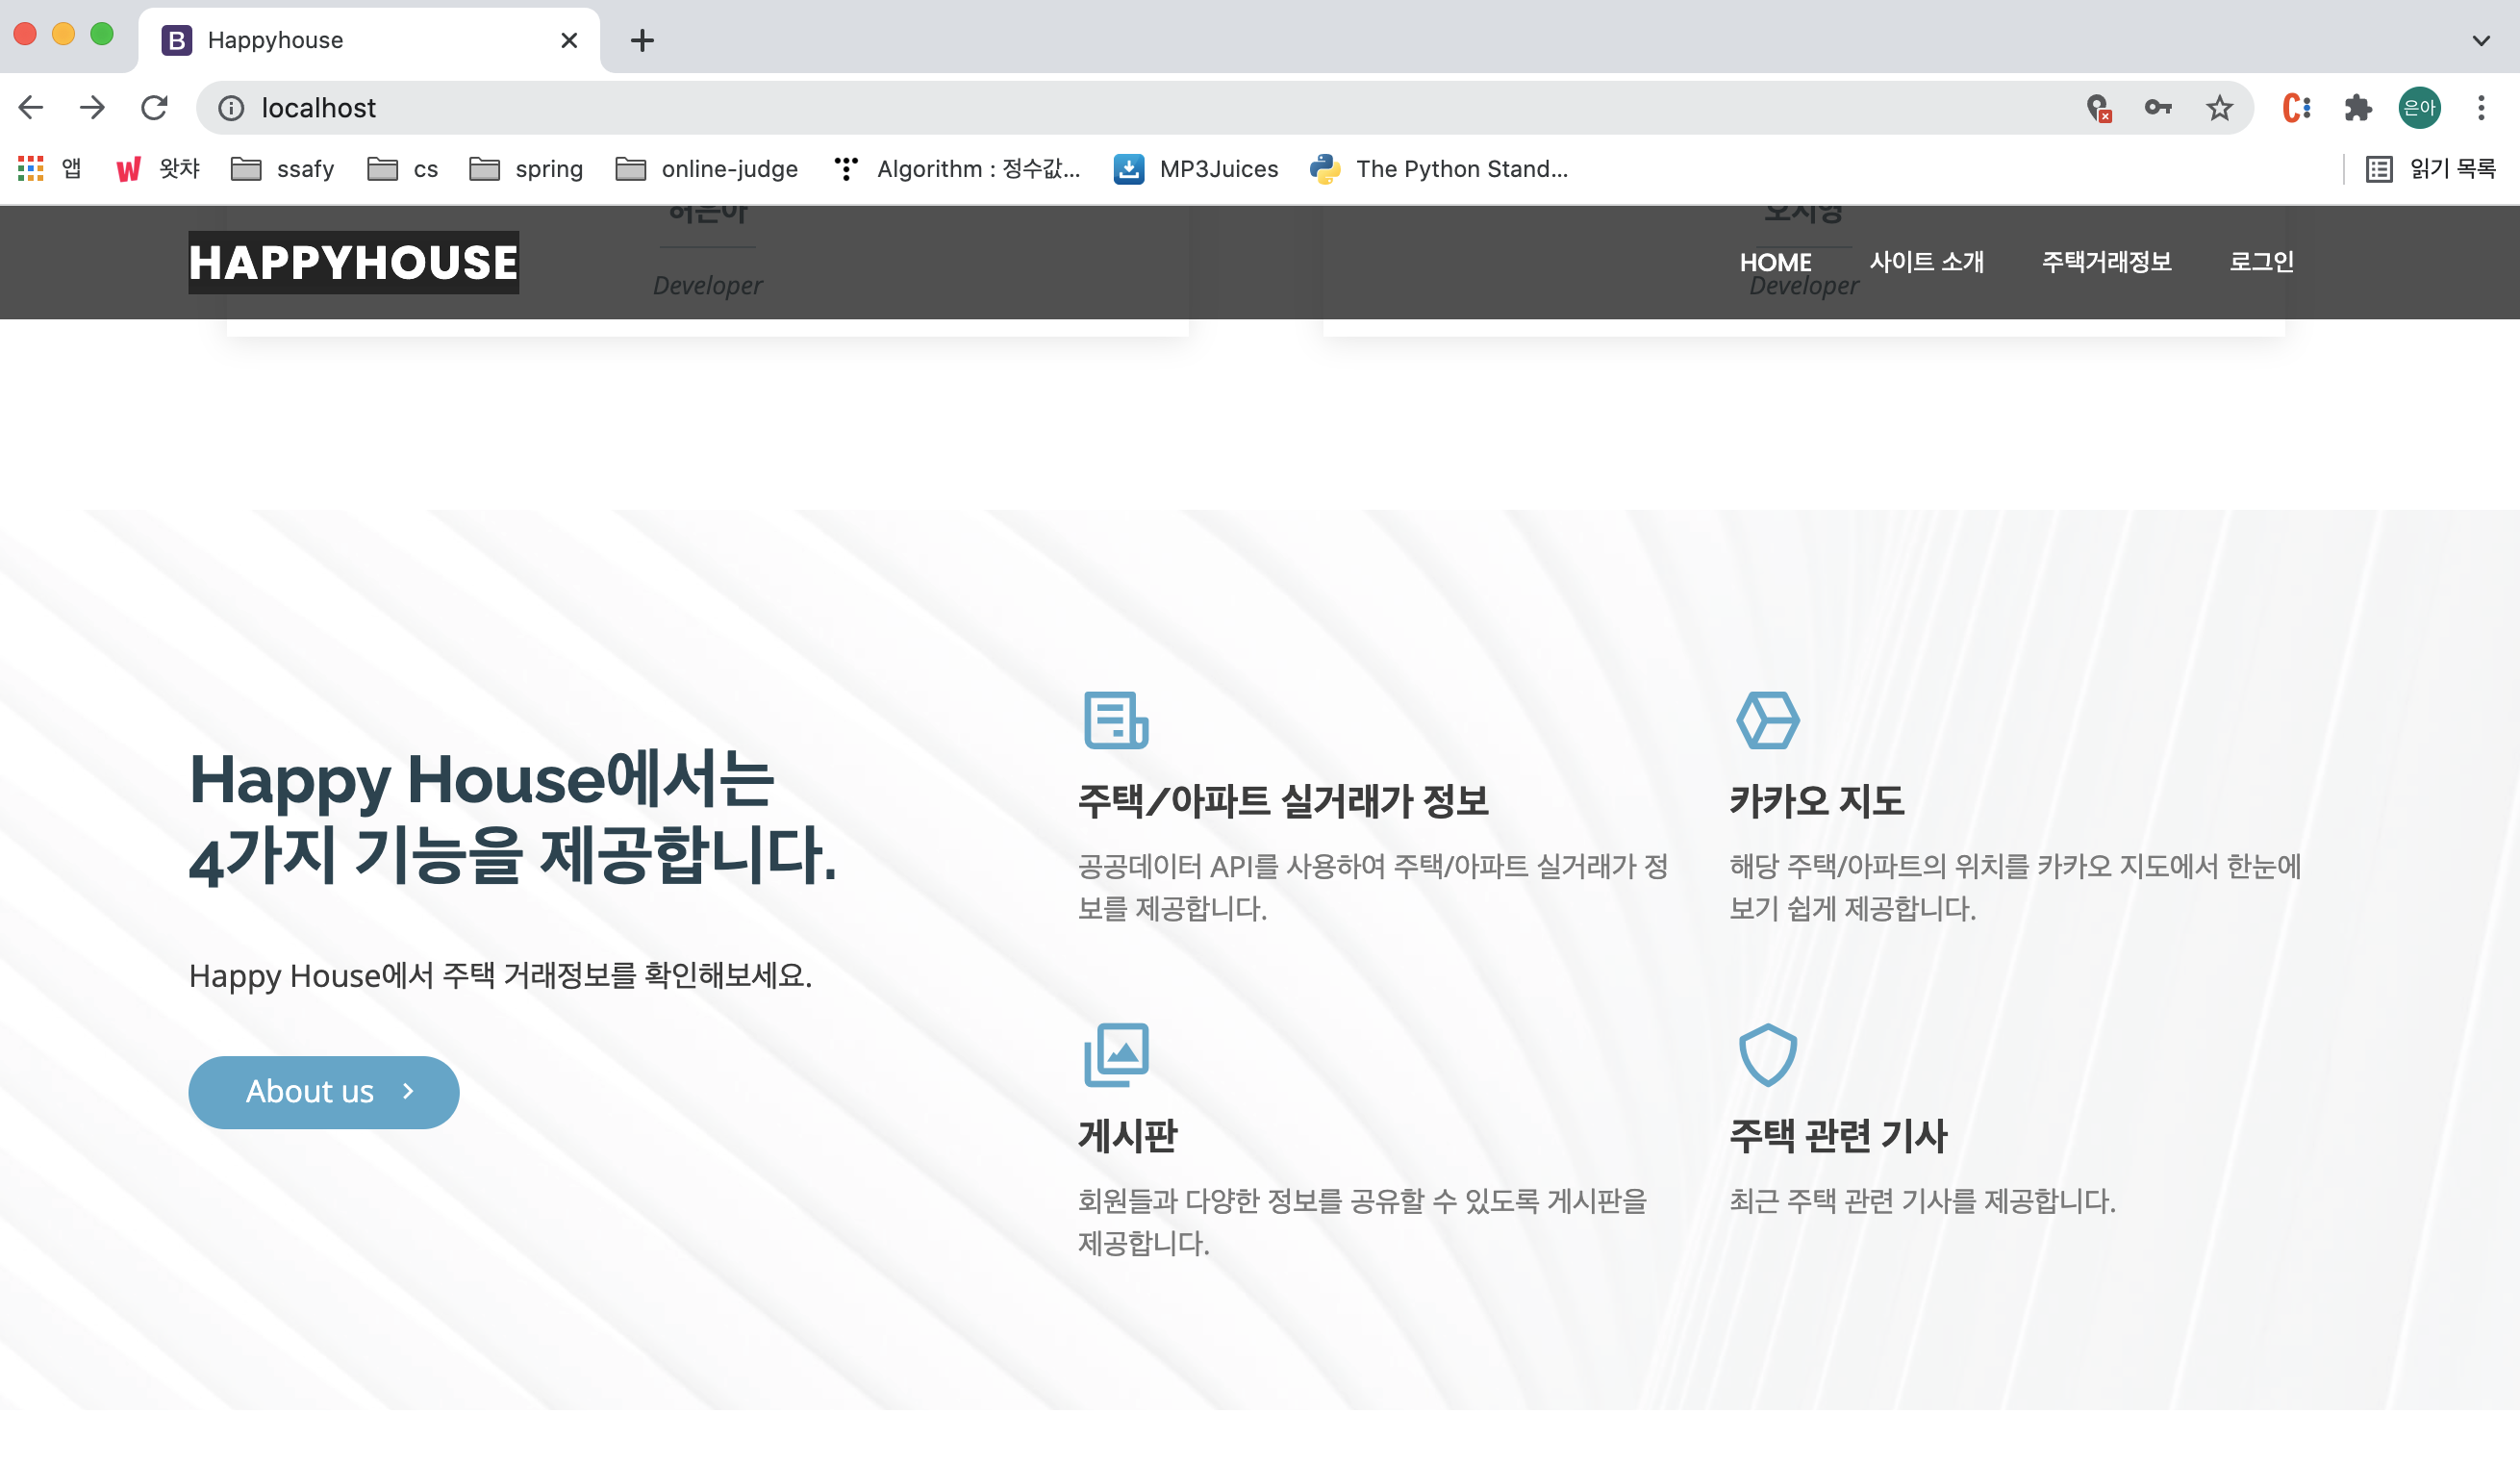 Happyhouse
localhost
은아
앱
왓챠
ssafy
cs
spring
online-judge
Algorithm : 정수값...
MP3Juices
The Python Stand...
읽기 목록
허은아
오지영
HAPPYHOUSE
HOME
사이트 소개
주택거래정보
로그인
Developer
Developer
Happy House에서는
4가지 기능을 제공합니다.
Happy House에서 주택 거래정보를 확인해보세요.
About us
주택/아파트 실거래가 정보
공공데이터 API를 사용하여 주택/아파트 실거래가 정
보를 제공합니다.
카카오 지도
해당 주택/아파트의 위치를 카카오 지도에서 한눈에
보기 쉽게 제공합니다.
게시판
회원들과 다양한 정보를 공유할 수 있도록 게시판을
제공합니다.
주택 관련 기사
최근 주택 관련 기사를 제공합니다.